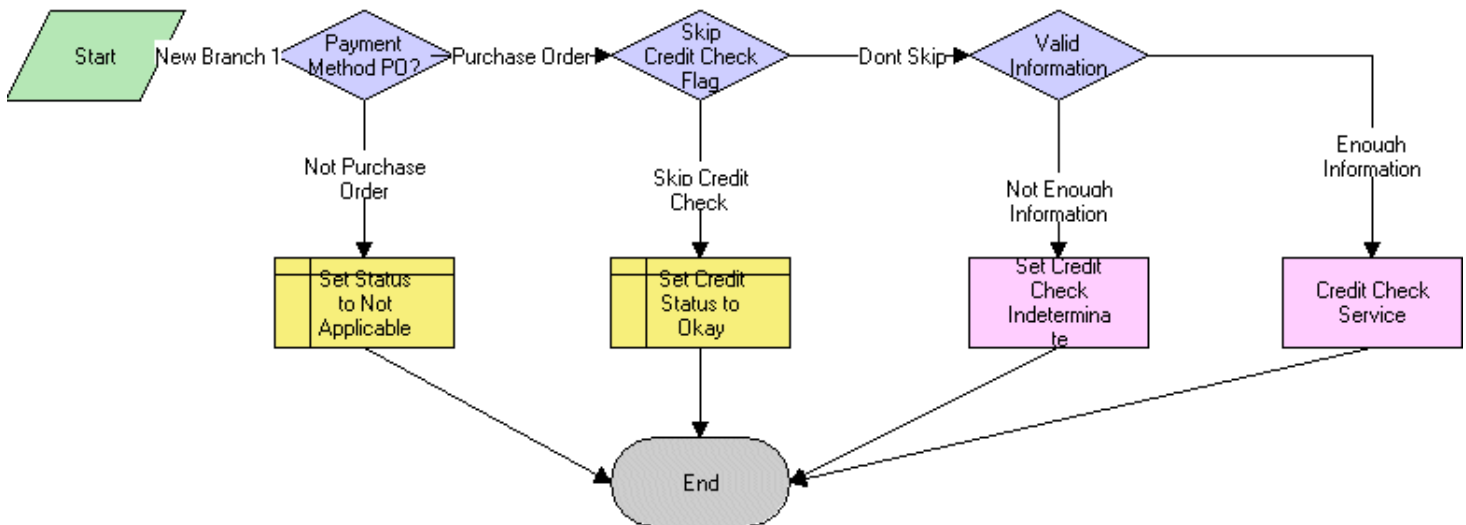 Start
New Branch 1
Payment
Method PO?
Purchase Order
Skip
Credit Check
Flag
Dont Skip
Valid
Information
Not Purchase
Order
Skip Credit
Check
Not Enough
Information
Enough
Information
Set Status
to Not
Applicable
Set Credit
Status to
Okay
Set Credit
Check
Indetermina
te
Credit Check
Service
End